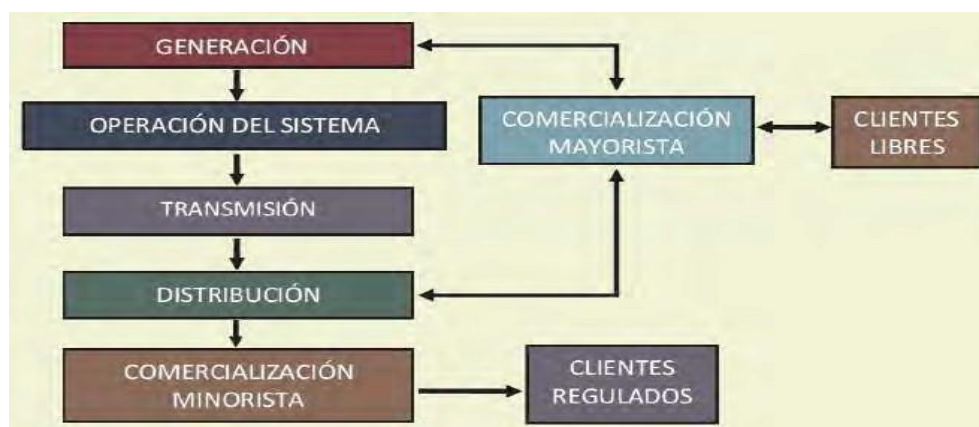 GENERACIÓN
OPERACIÓN DEL SISTEMA
TRANSMISIÓN
DISTRIBUCIÓN
COMERCIALIZACIÓN
MINORISTA
COMERCIALIZACIÓN
MAYORISTA
CLIENTES
LIBRES
CLIENTES
REGULADOS